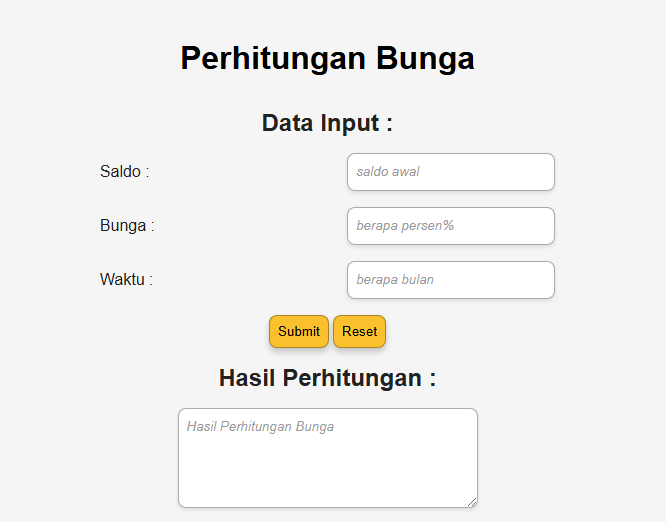 Perhitungan Bunga
Data Input :
Saldo : saldo awal
Bunga : berapa persen%
Waktu : berapa bulan
Submit Reset
Hasil Perhitungan :
Hasil Perhitungan Bunga